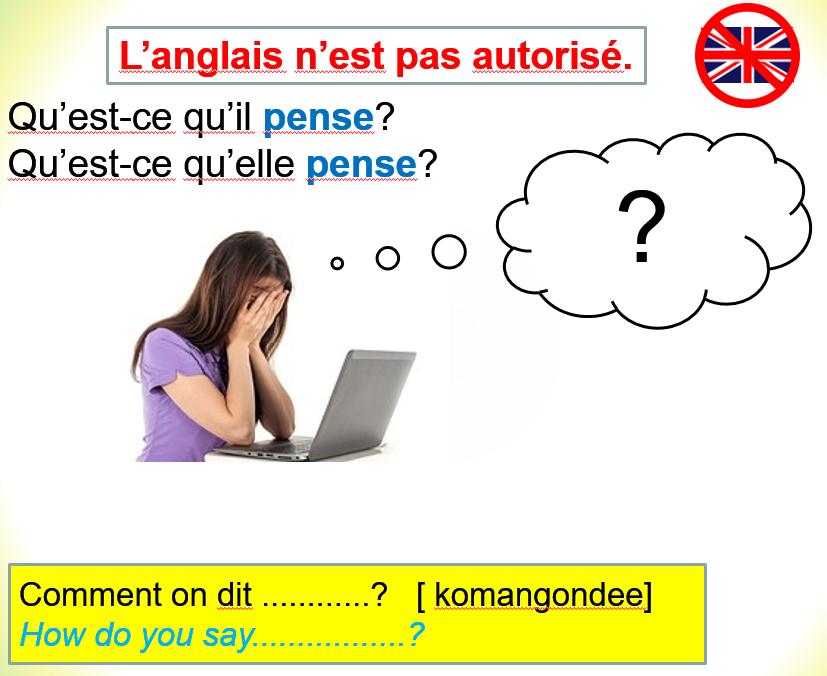 L’anglais n’est pas autorisé.
Qu’est-ce qu’il pense?
Qu’est-ce qu’elle pense?
?
Comment on dit ............?   [ komangondee]
How do you say..................?